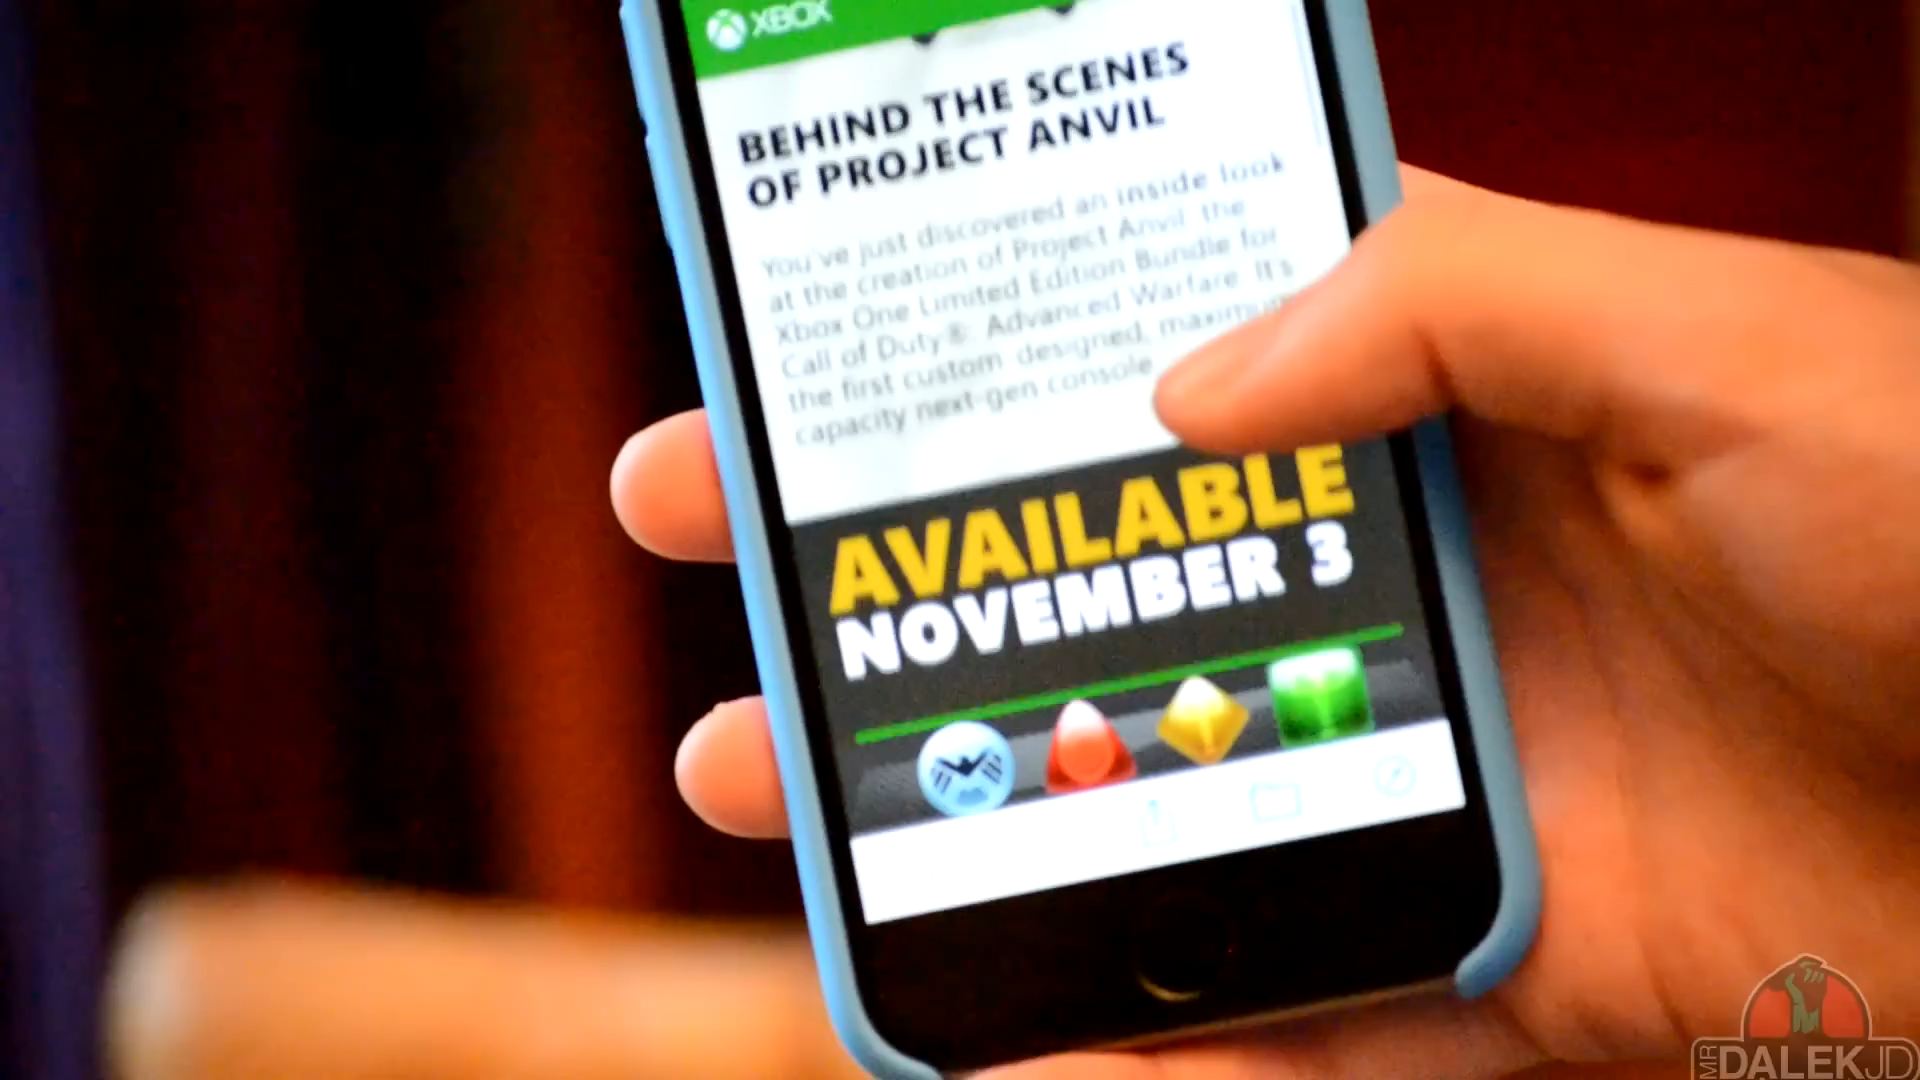 XBOX
BEHIND THE SCENES
OF PROJECT ANVIL
You've just discovered an inside look
at the creation of Project Anvil, the
Xbox One Limited Edition Bundle for
Call of Duty®: Advanced Warfare. It's
the first custom designed, maximum
capacity next-gen console
AVAILABLE
NOVEMBER 3
MR DALEKJD